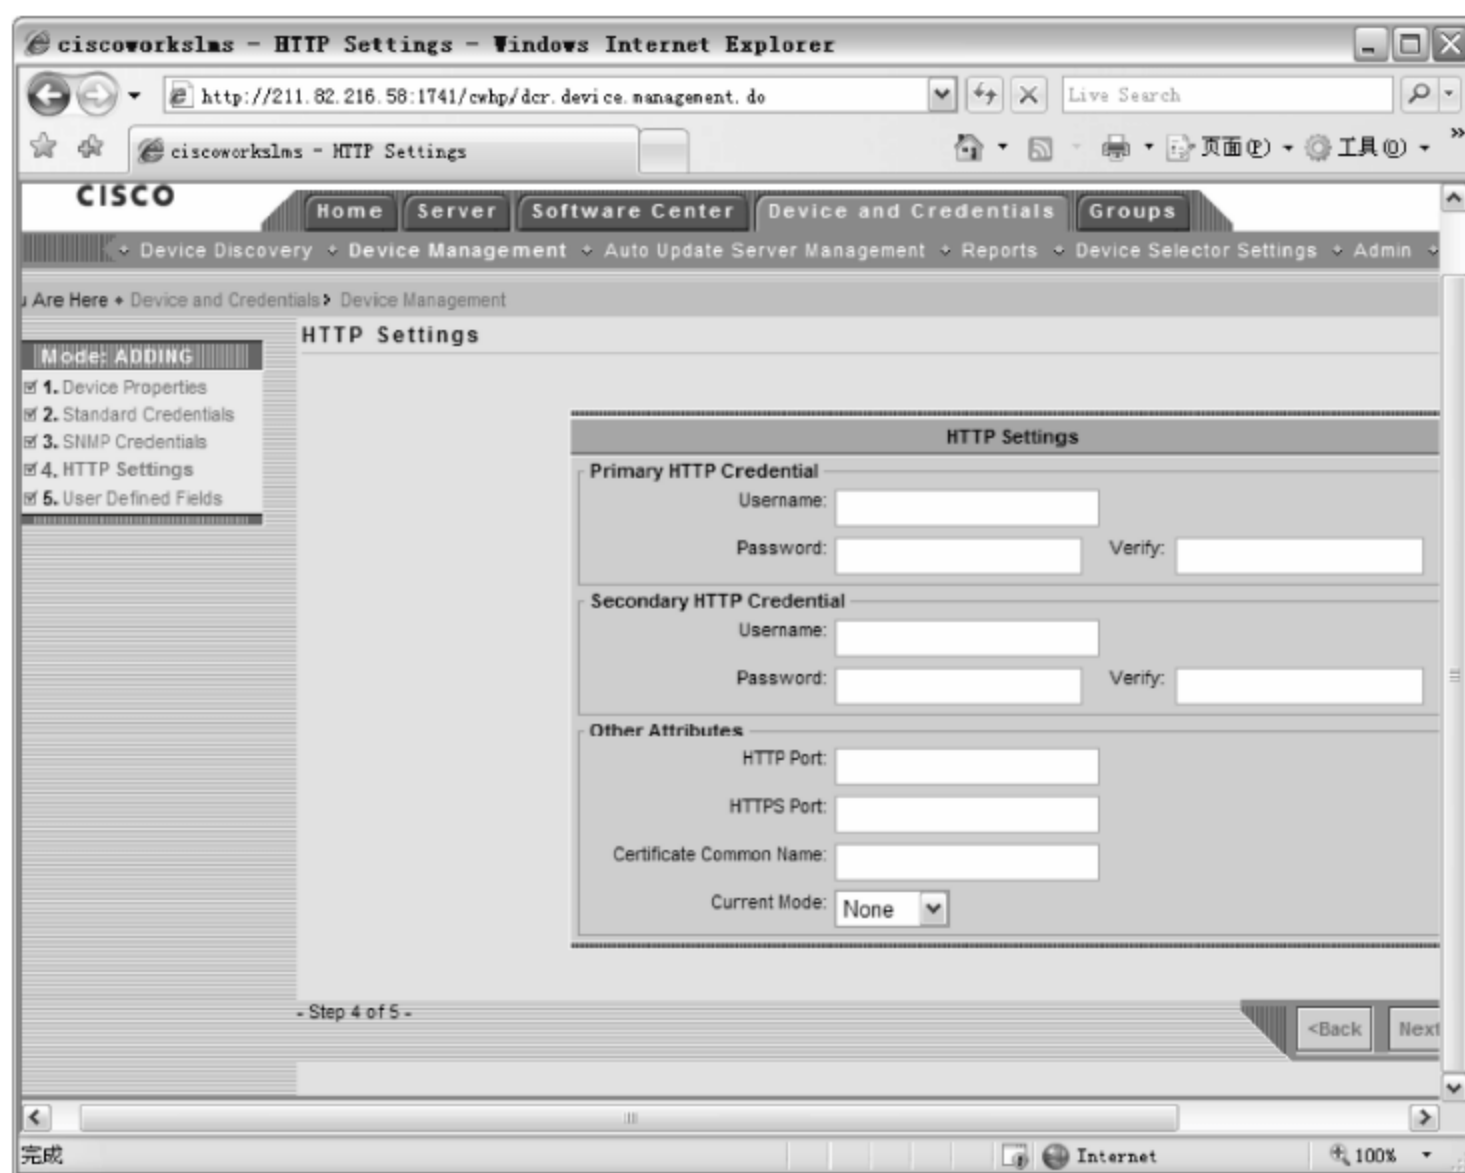 ciscoworkslms - HTTP Settings - Windows Internet Explorer
http://211.82.216.58:1741/cwhp/dcr.device.management.do
Live Search
ciscoworkslms - HTTP Settings
页面(P)
工具(O)
»
CISCO
Home Server Software Center Device and Credentials Groups
Device Discovery Device Management Auto Update Server Management Reports Device Selector Settings Admin
u Are Here Device and Credentials > Device Management
HTTP Settings
Mode: ADDING
1. Device Properties
2. Standard Credentials
3. SNMP Credentials
4. HTTP Settings
5. User Defined Fields
HTTP Settings
Primary HTTP Credential
Username:
Password: Verify:
Secondary HTTP Credential
Username:
Password: Verify:
Other Attributes
HTTP Port:
HTTPS Port:
Certificate Common Name:
Current Mode: None
- Step 4 of 5 -
<Back Next
完成
Internet
100%